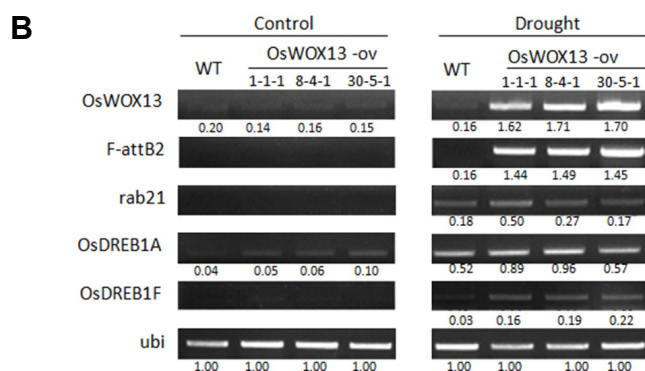 B
Control Drought
WT OsWOX13 -ov WT OsWOX13 -ov
1-1-1 8-4-1 30-5-1 1-1-1 8-4-1 30-5-1
OsWOX13
0.20 0.14 0.16 0.15 0.16 1.62 1.71 1.70
F-attB2
0.16 1.44 1.49 1.45
rab21
0.18 0.50 0.27 0.17
OsDREB1A
0.04 0.05 0.06 0.10 0.52 0.89 0.96 0.57
OsDREB1F
0.03 0.16 0.19 0.22
ubi
1.00 1.00 1.00 1.00 1.00 1.00 1.00 1.00